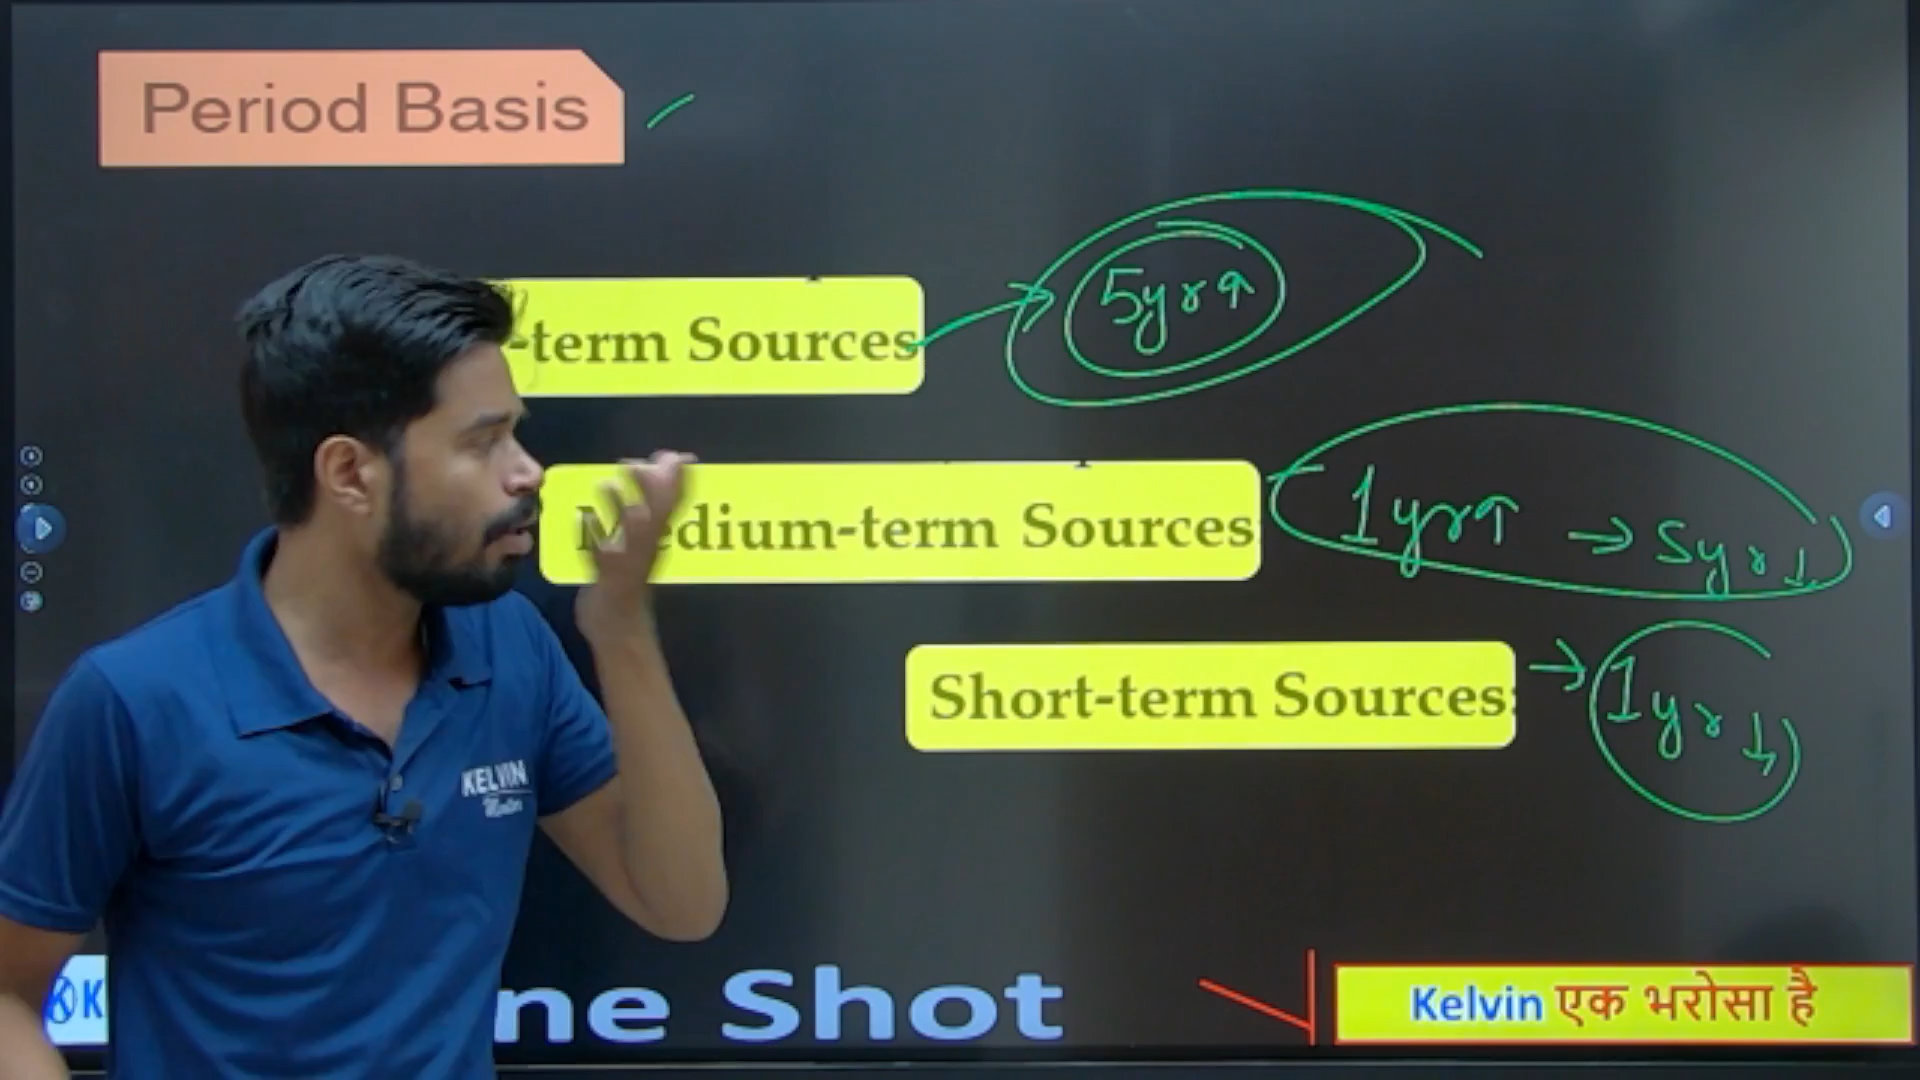 Period Basis
-term Sources
5yr↑
Medium-term Sources:
1yr↑ → 5yr↓
Short-term Sources:
→ 1yr↓
KELVIN
K
ne Shot
Kelvin एक भरोसा है